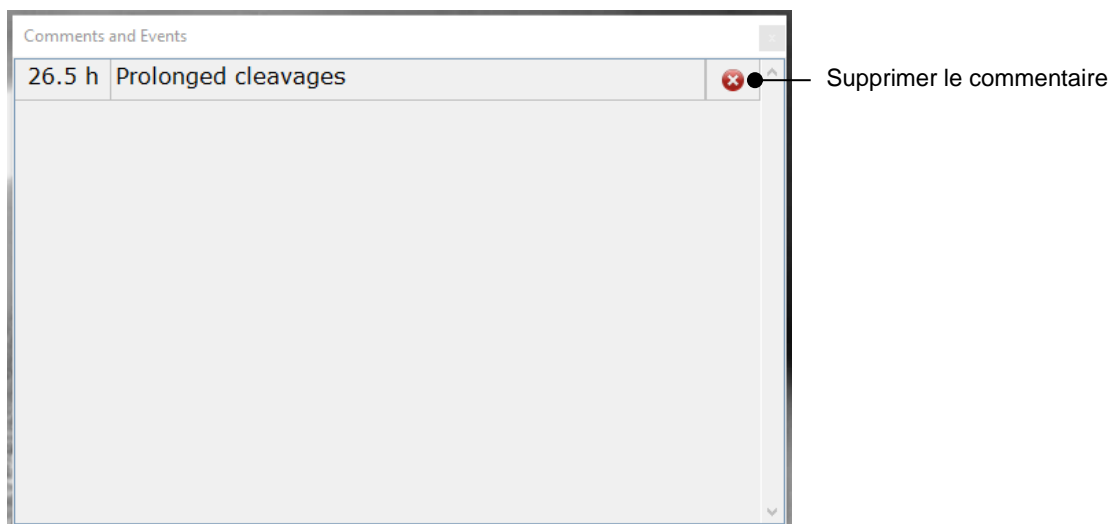 Comments and Events
26.5 h Prolonged cleavages
Supprimer le commentaire